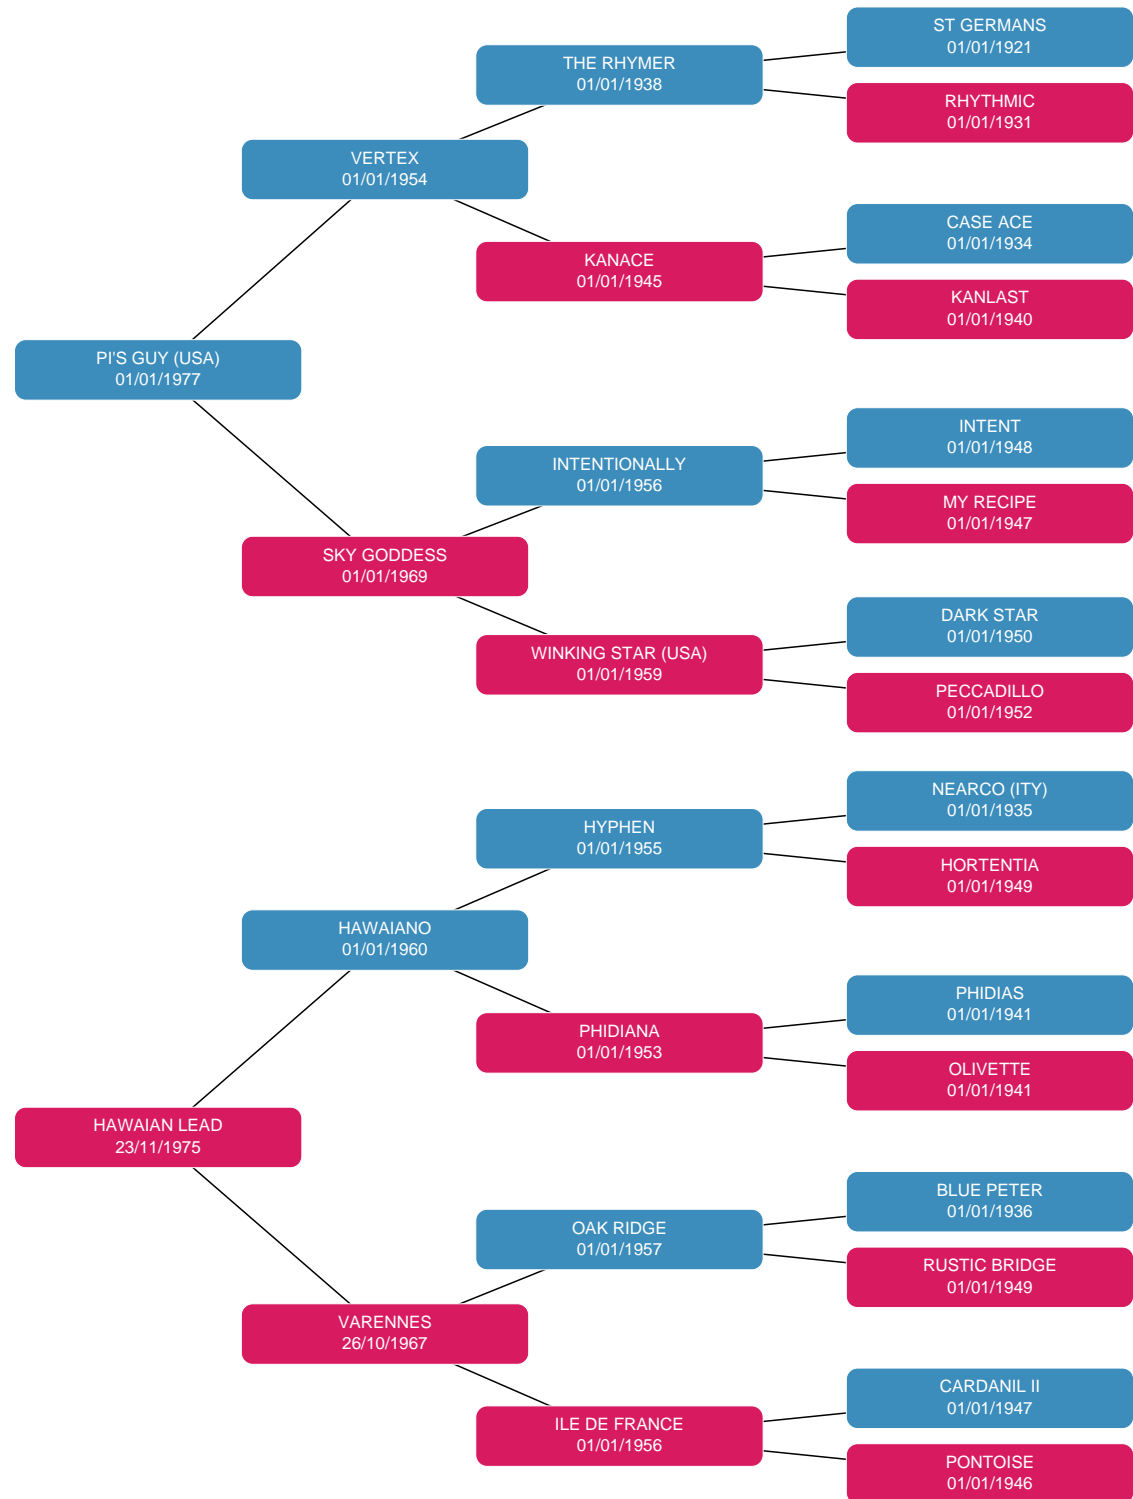 ST GERMANS
01/01/1921
THE RHYMER
01/01/1938
RHYTHMIC
01/01/1931
VERTEX
01/01/1954
CASE ACE
01/01/1934
KANACE
01/01/1945
KANLAST
01/01/1940
PI'S GUY (USA)
01/01/1977
INTENT
01/01/1948
INTENTIONALLY
01/01/1956
MY RECIPE
01/01/1947
SKY GODDESS
01/01/1969
DARK STAR
01/01/1950
WINKING STAR (USA)
01/01/1959
PECCADILLO
01/01/1952
NEARCO (ITY)
01/01/1935
HYPHEN
01/01/1955
HORTENTIA
01/01/1949
HAWAIANO
01/01/1960
PHIDIAS
01/01/1941
PHIDIANA
01/01/1953
OLIVETTE
01/01/1941
HAWAIAN LEAD
23/11/1975
BLUE PETER
01/01/1936
OAK RIDGE
01/01/1957
RUSTIC BRIDGE
01/01/1949
VARENNES
26/10/1967
CARDANIL II
01/01/1947
ILE DE FRANCE
01/01/1956
PONTOISE
01/01/1946